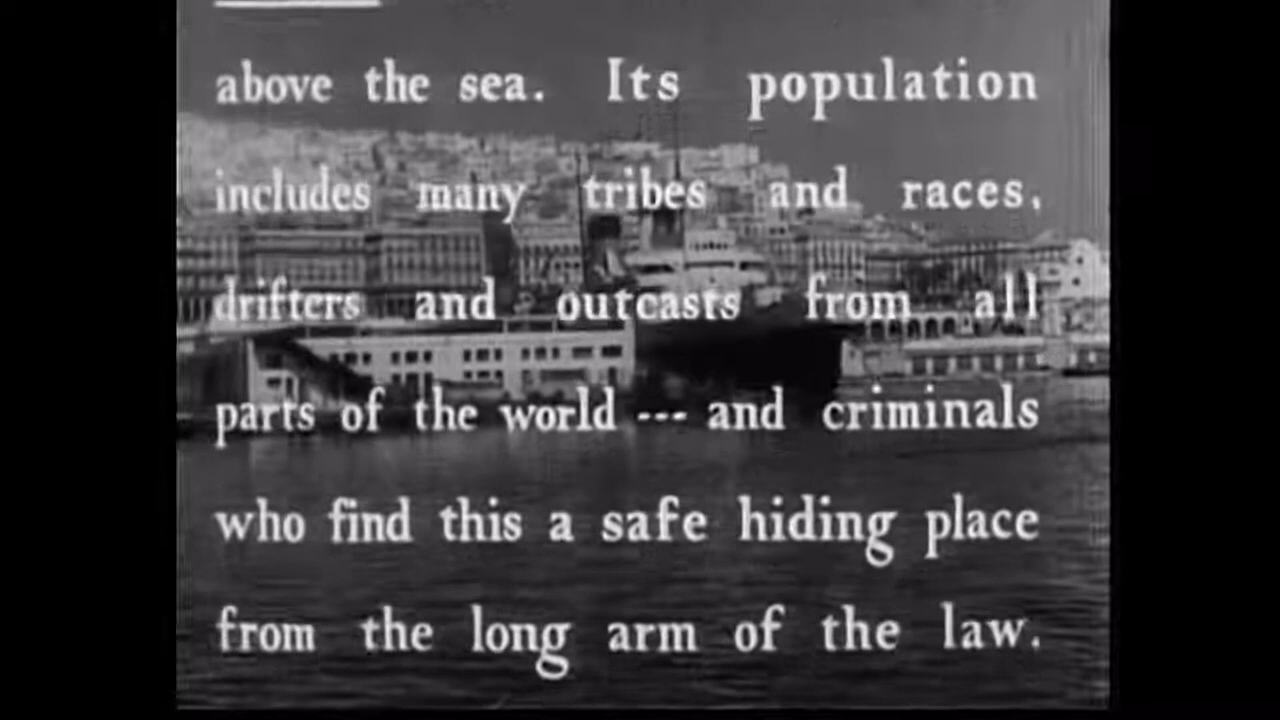 above the sea. Its population
includes many tribes and races,
drifters and outcasts from all
parts of the world --- and criminals
who find this a safe hiding place
from the long arm of the law.